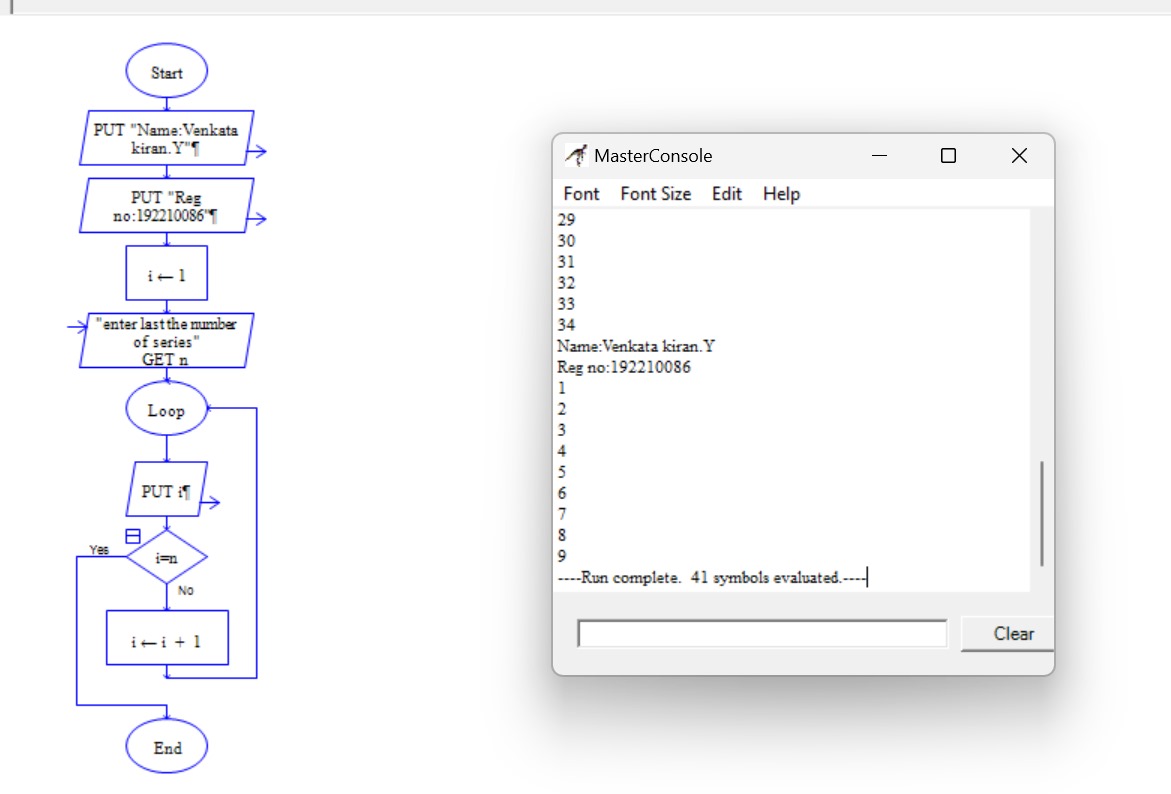 Start
PUT "Name:Venkata
kiran.Y"¶
PUT "Reg
no:192210086"¶
i ← 1
"enter last the number
of series"
GET n
Loop
PUT i¶
Yes
i=n
No
i ← i + 1
End
MasterConsole
Font Font Size Edit Help
29
30
31
32
33
34
Name:Venkata kiran.Y
Reg no:192210086
1
2
3
4
5
6
7
8
9
----Run complete. 41 symbols evaluated.----
Clear